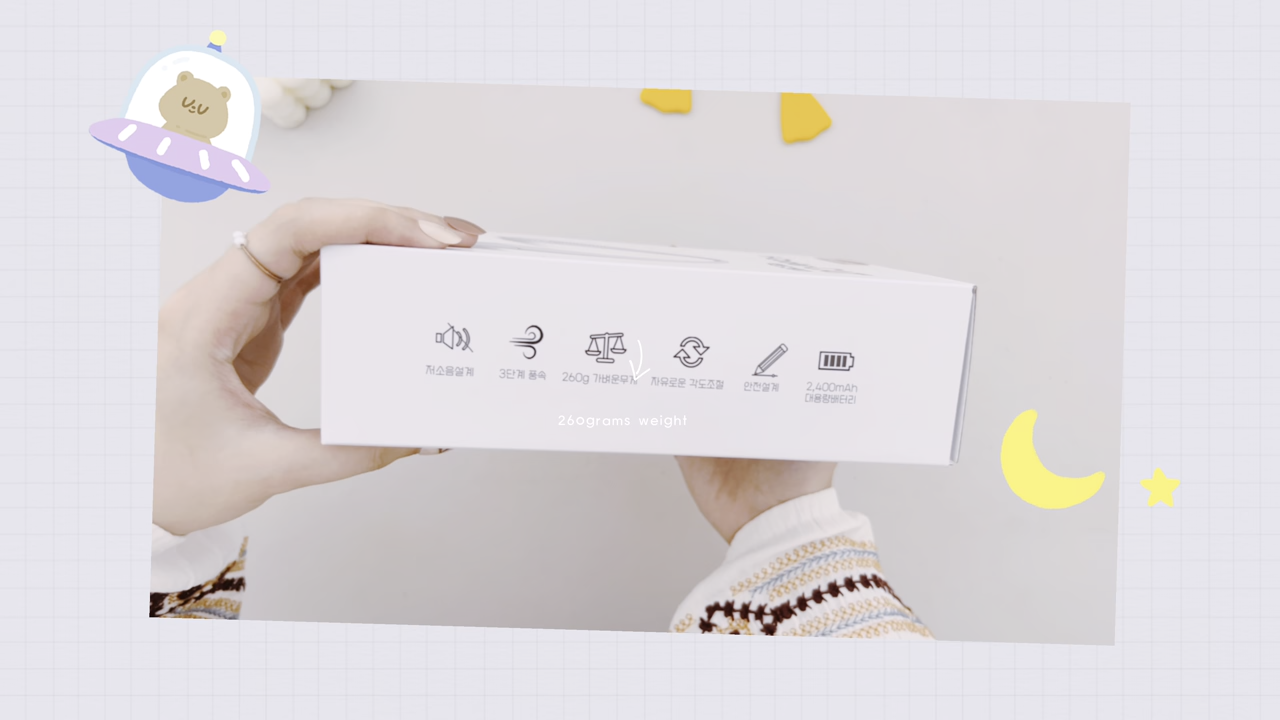 저소음설계
3단계 풍속
260g 가벼운무게
자유로운 각도조절
안전설계
2,400mAh
대용량배터리
260grams weight